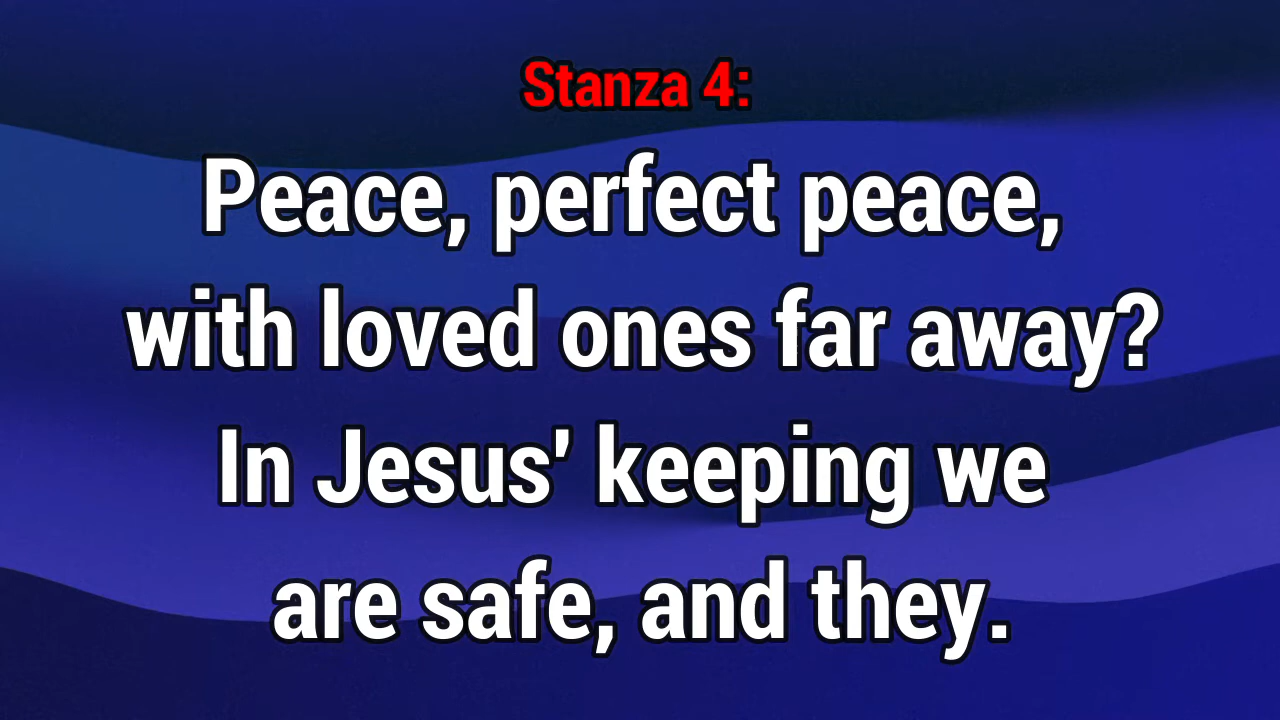 Stanza 4:
Peace, perfect peace,
with loved ones far away?
In Jesus' keeping we
are safe, and they.